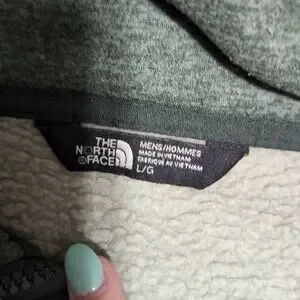 THE
NORTH
FACE
MENS/HOMMES
MADE IN VIETNAM
FABRIQUÉ AU VIETNAM
L/G